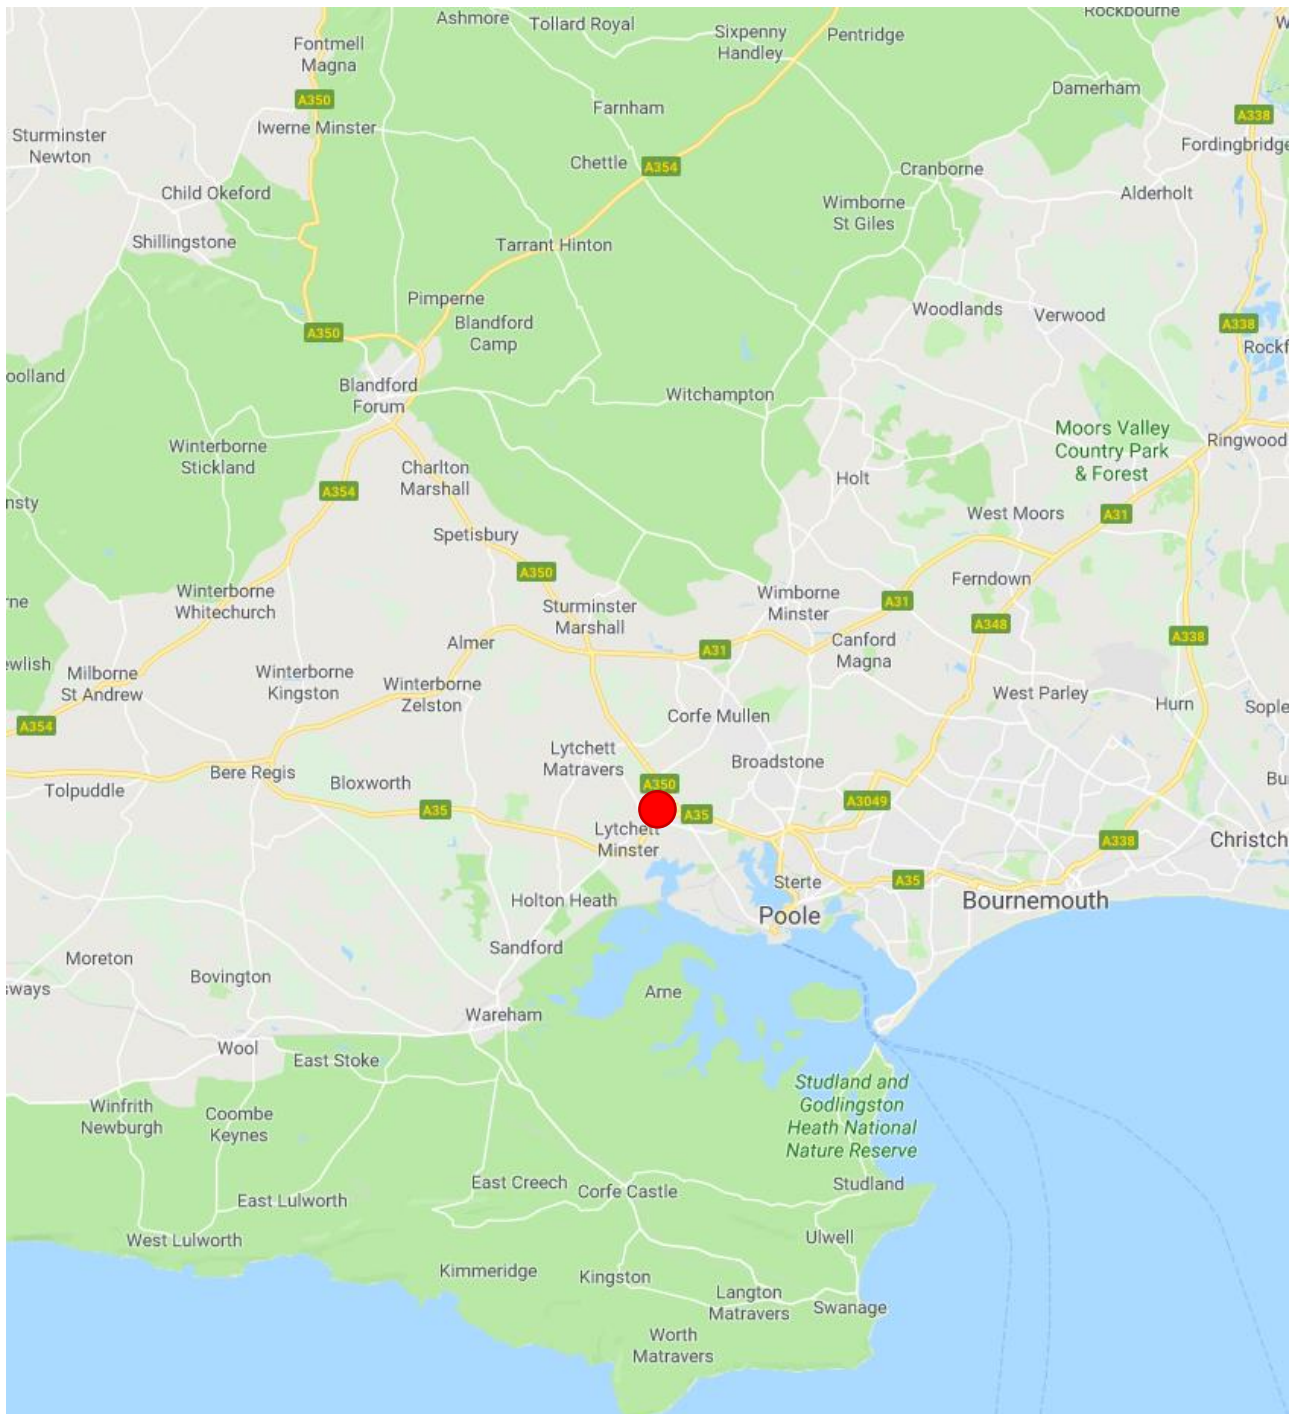 Ashmore
Tollard Royal
Sixpenny
Handley
Pentridge
Rockbourne
Fontmell
Magna
A350
Iwerne Minster
Farnham
Damerham
A338
Sturminster
Newton
Fordingbridge
Chettle
A354
Cranborne
Child Okeford
Alderholt
Wimborne
St Giles
Shillingstone
Tarrant Hinton
Pimperne
Blandford
Camp
Woodlands
Verwood
A338
A350
Rockf
oolland
Blandford
Forum
Witchampton
Moors Valley
Country Park
& Forest
Ringwood
Winterborne
Stickland
Charlton
Marshall
Holt
A354
nsty
West Moors
A31
Spetisbury
A350
Ferndown
Winterborne
Whitechurch
Wimborne
Minster
A31
rne
Sturminster
Marshall
A348
A338
Almer
A31
Canford
Magna
ewlish
Milborne
St Andrew
Winterborne
Kingston
Winterborne
Zelston
West Parley
Hurn
Sople
A354
Corfe Mullen
Lytchett
Matravers
Broadstone
Bere Regis
Bloxworth
A350
Tolpuddle
A35
A35
A3049
Bu
Lytchett
Minster
A338
Christch
Sterte
A35
Holton Heath
Poole
Bournemouth
Sandford
Moreton
Bovington
sways
Arne
Wareham
Wool
East Stoke
Studland and
Godlingston
Heath National
Nature Reserve
Winfrith
Newburgh
Coombe
Keynes
East Creech
Corfe Castle
Studland
East Lulworth
West Lulworth
Ulwell
Kimmeridge
Kingston
Langton
Matravers
Swanage
Worth
Matravers